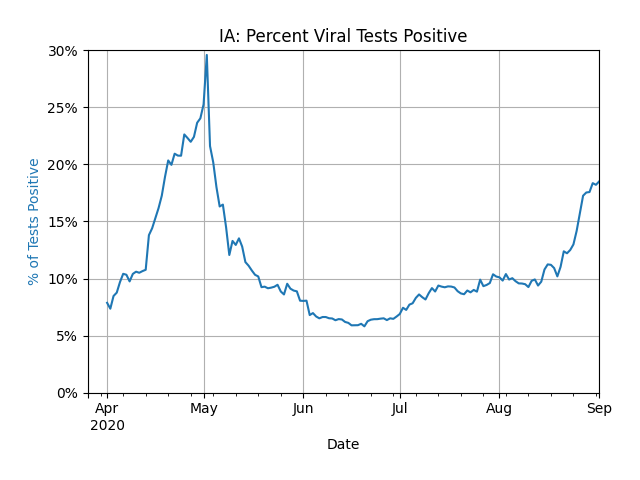 IA: Percent Viral Tests Positive
30%
25%
20%
15%
10%
5%
0%
% of Tests Positive
Apr May Jun Jul Aug Sep
2020
Date